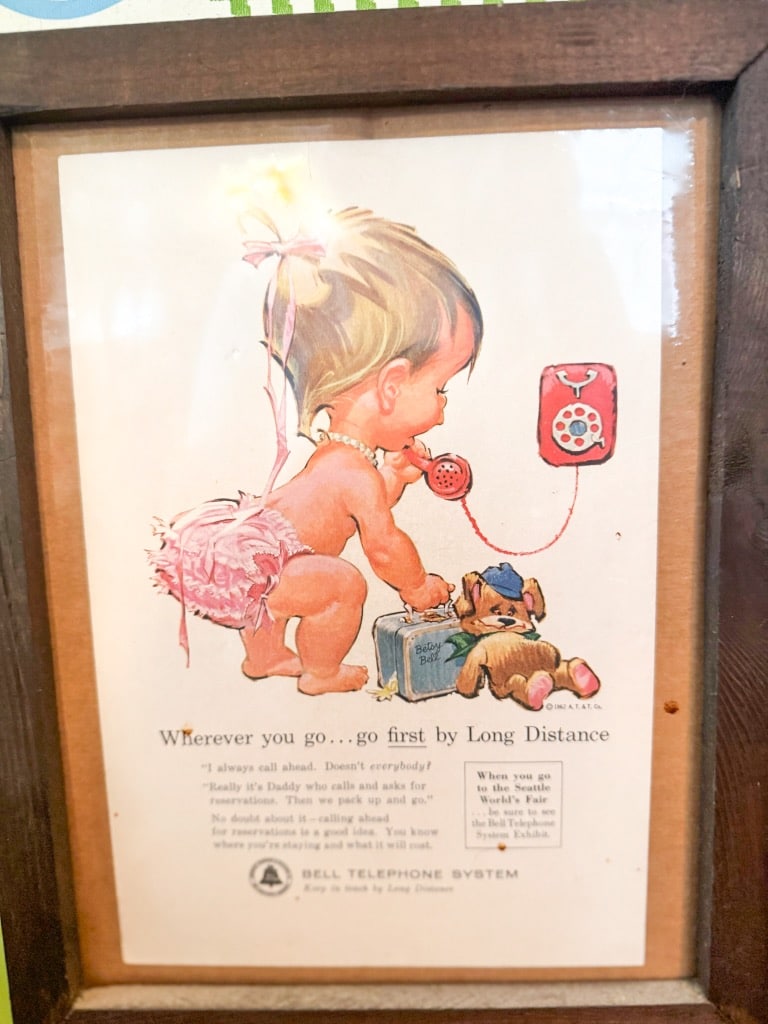 Betsy
Bell
© 1962 A. T. & T. Co.
Wherever you go...go first by Long Distance
"I always call ahead. Doesn't everybody?
"Really it's Daddy who calls and asks for
reservations. Then we pack up and go."
No doubt about it—calling ahead
for reservations is a good idea. You know
where you're staying and what it will cost.
When you go
to the Seattle
World's Fair
...be sure to see
the Bell Telephone
System Exhibit.
BELL TELEPHONE SYSTEM
Keep in touch by Long Distance